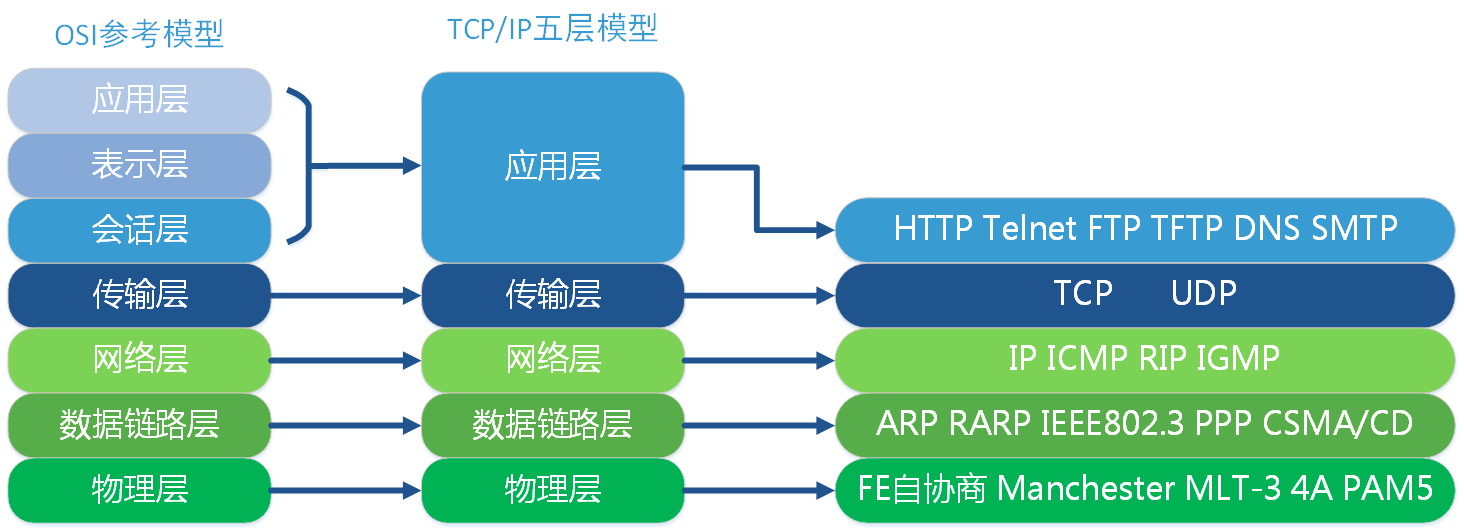 OSI参考模型
TCP/IP五层模型
应用层
表示层
会话层
传输层
网络层
数据链路层
物理层
应用层
传输层
网络层
数据链路层
物理层
HTTP Telnet FTP TFTP DNS SMTP
TCP UDP
IP ICMP RIP IGMP
ARP RARP IEEE802.3 PPP CSMA/CD
FE自协商 Manchester MLT-3 4A PAM5